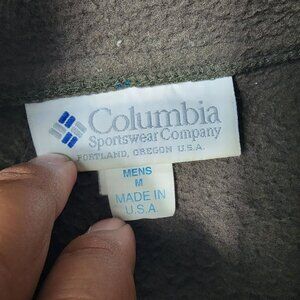 Columbia
Sportswear Company
PORTLAND, OREGON U.S.A.
MENS
M
MADE IN
U.S.A.